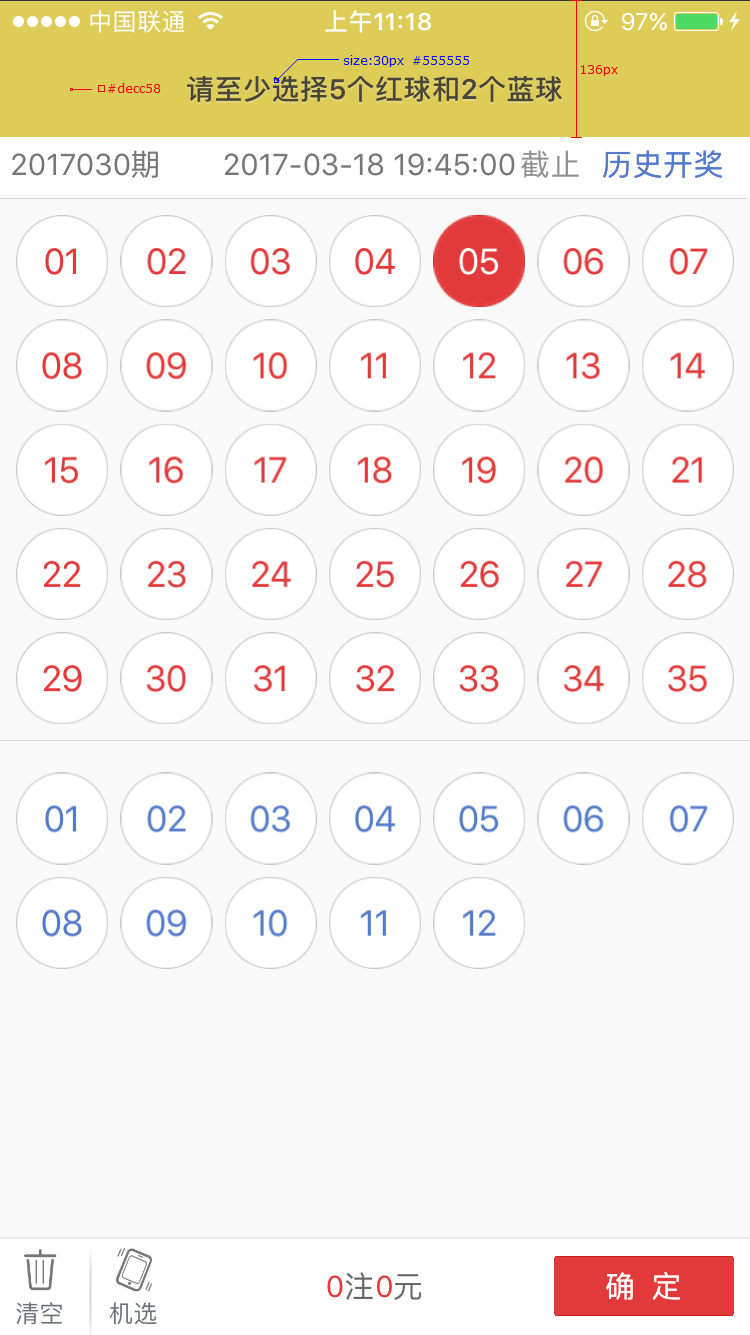 中国联通 上午11:18 97%
size:30px #555555
136px
#decc58
请至少选择5个红球和2个蓝球
2017030期 2017-03-18 19:45:00 截止 历史开奖
01 02 03 04 05 06 07
08 09 10 11 12 13 14
15 16 17 18 19 20 21
22 23 24 25 26 27 28
29 30 31 32 33 34 35
01 02 03 04 05 06 07
08 09 10 11 12
清空 机选 0注0元 确 定